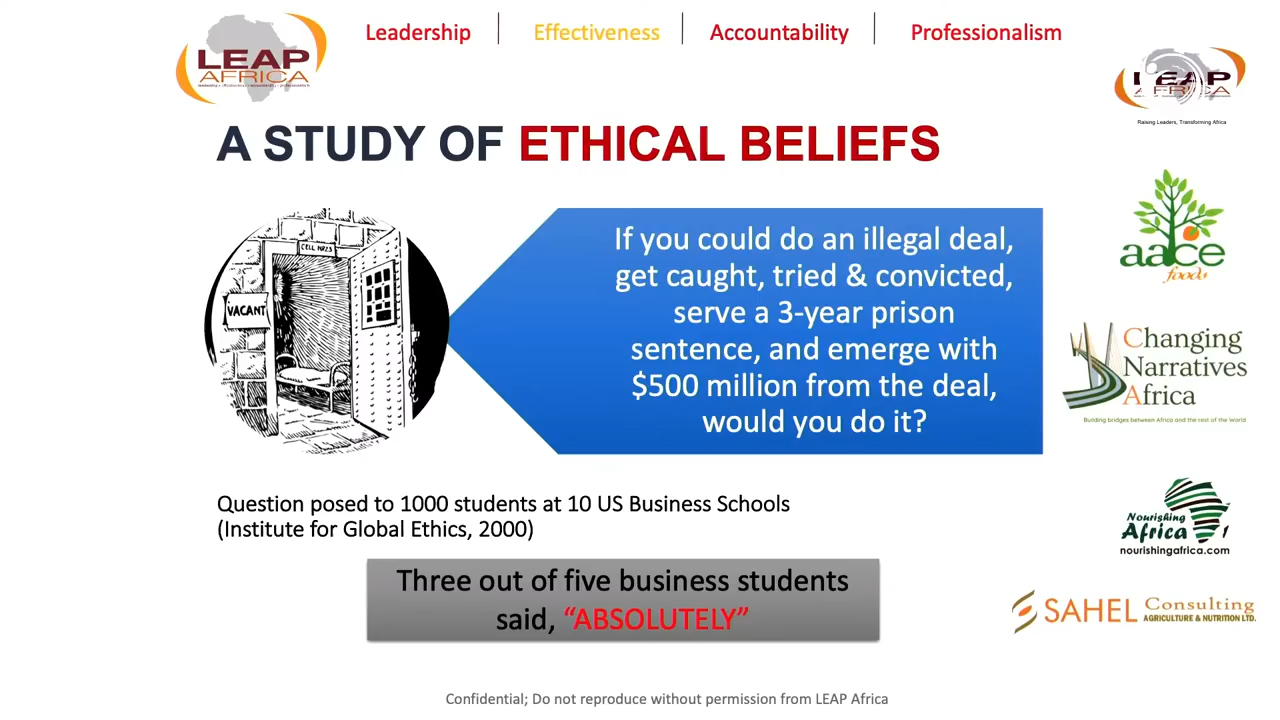 Leadership
Effectiveness
Accountability
Professionalism
LEAP
AFRICA
LEAP
AFRICA
Raising Leaders, Transforming Africa
A STUDY OF ETHICAL BELIEFS
CELL Nº23
VACANT
If you could do an illegal deal,
get caught, tried & convicted,
serve a 3-year prison
sentence, and emerge with
$500 million from the deal,
would you do it?
aace
foods
Changing
Narratives
Africa
Building bridges between Africa and the rest of the World
Question posed to 1000 students at 10 US Business Schools
(Institute for Global Ethics, 2000)
Nourishing
Africa
nourishingafrica.com
Three out of five business students
said, “ABSOLUTELY”
SAHEL Consulting
AGRICULTURE & NUTRITION LTD.
Confidential; Do not reproduce without permission from LEAP Africa